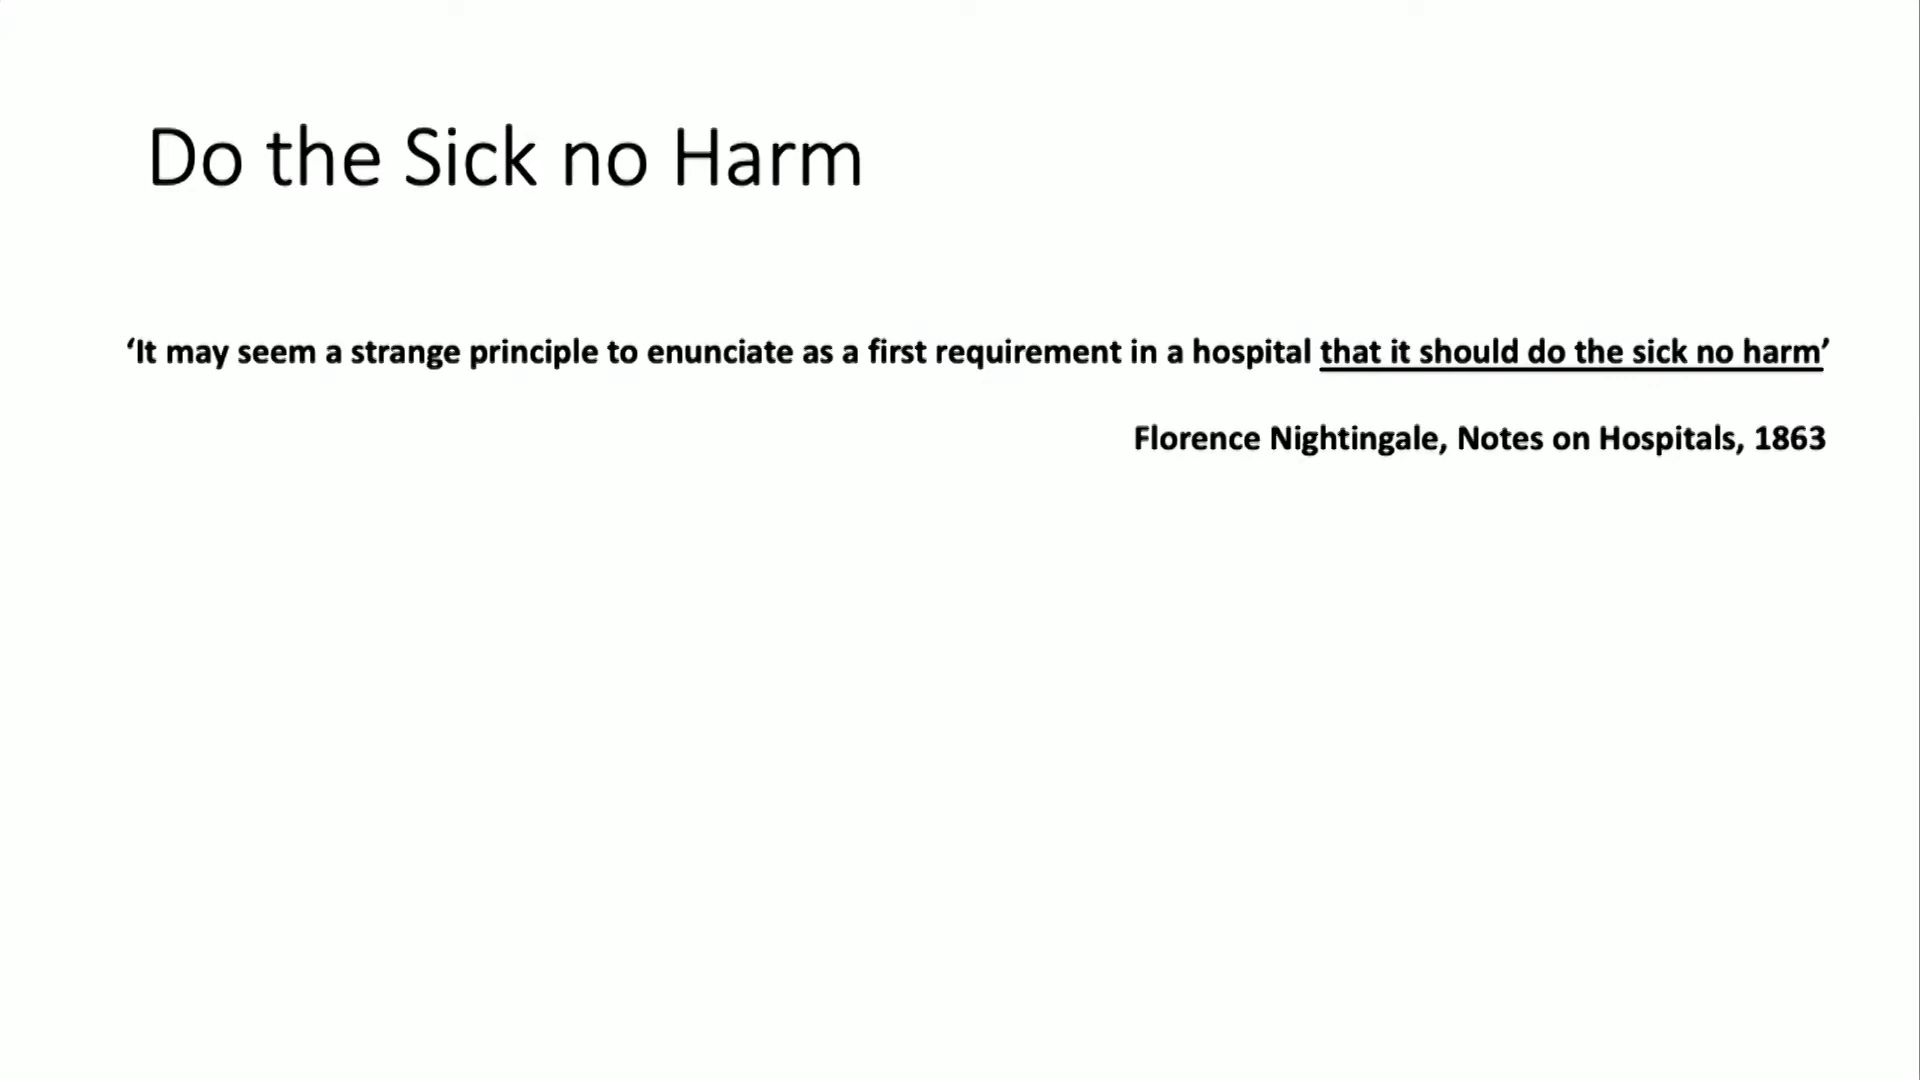 Do the Sick no Harm
‘It may seem a strange principle to enunciate as a first requirement in a hospital that it should do the sick no harm’
Florence Nightingale, Notes on Hospitals, 1863